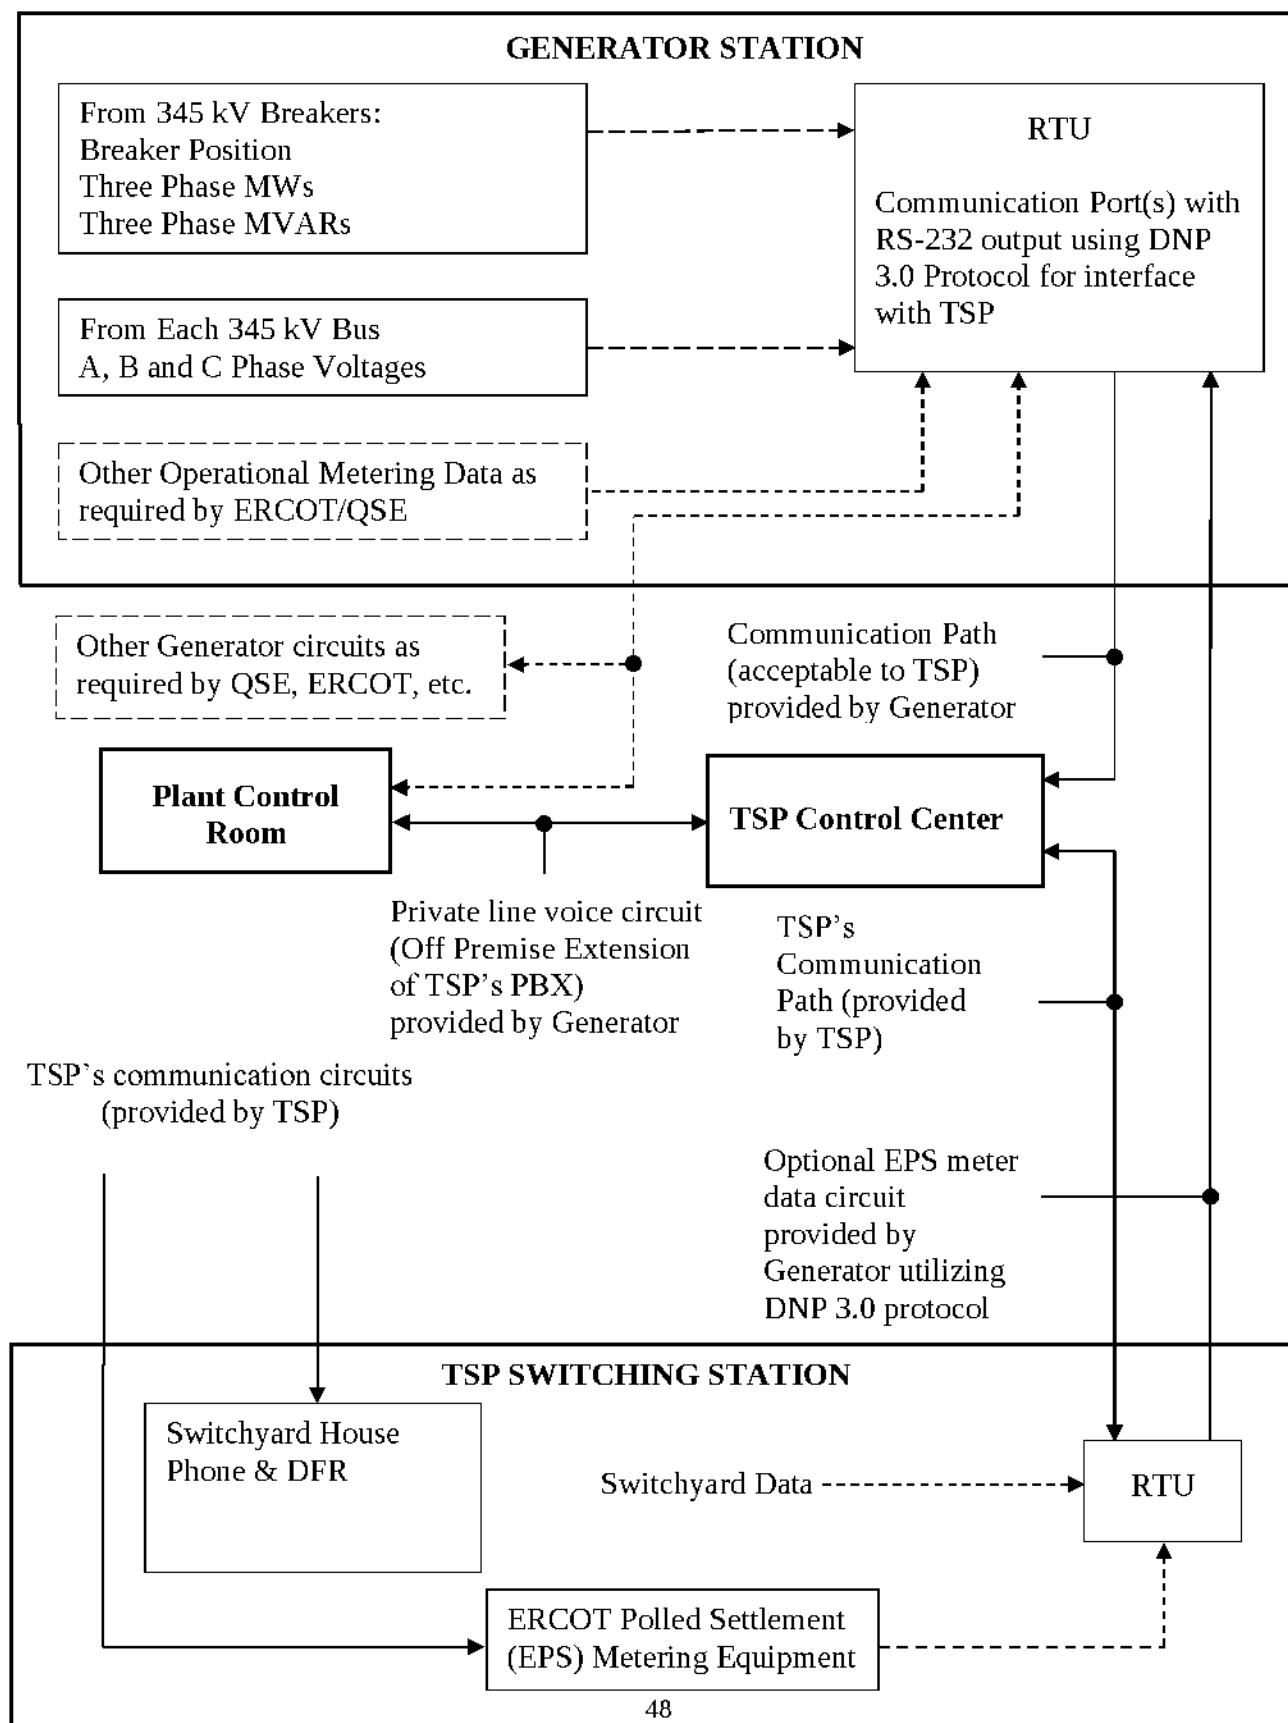 GENERATOR STATION
From 345 kV Breakers:
Breaker Position
Three Phase MWs
Three Phase MVARs
RTU
Communication Port(s) with
RS-232 output using DNP
3.0 Protocol for interface
with TSP
From Each 345 kV Bus
A, B and C Phase Voltages
Other Operational Metering Data as
required by ERCOT/QSE
Other Generator circuits as
required by QSE, ERCOT, etc.
Communication Path
(acceptable to TSP)
provided by Generator
Plant Control
Room
TSP Control Center
Private line voice circuit
(Off Premise Extension
of TSP’s PBX)
provided by Generator
TSP’s
Communication
Path (provided
by TSP)
TSP’s communication circuits
(provided by TSP)
Optional EPS meter
data circuit
provided by
Generator utilizing
DNP 3.0 protocol
TSP SWITCHING STATION
Switchyard House
Phone & DFR
Switchyard Data
RTU
ERCOT Polled Settlement
(EPS) Metering Equipment
48